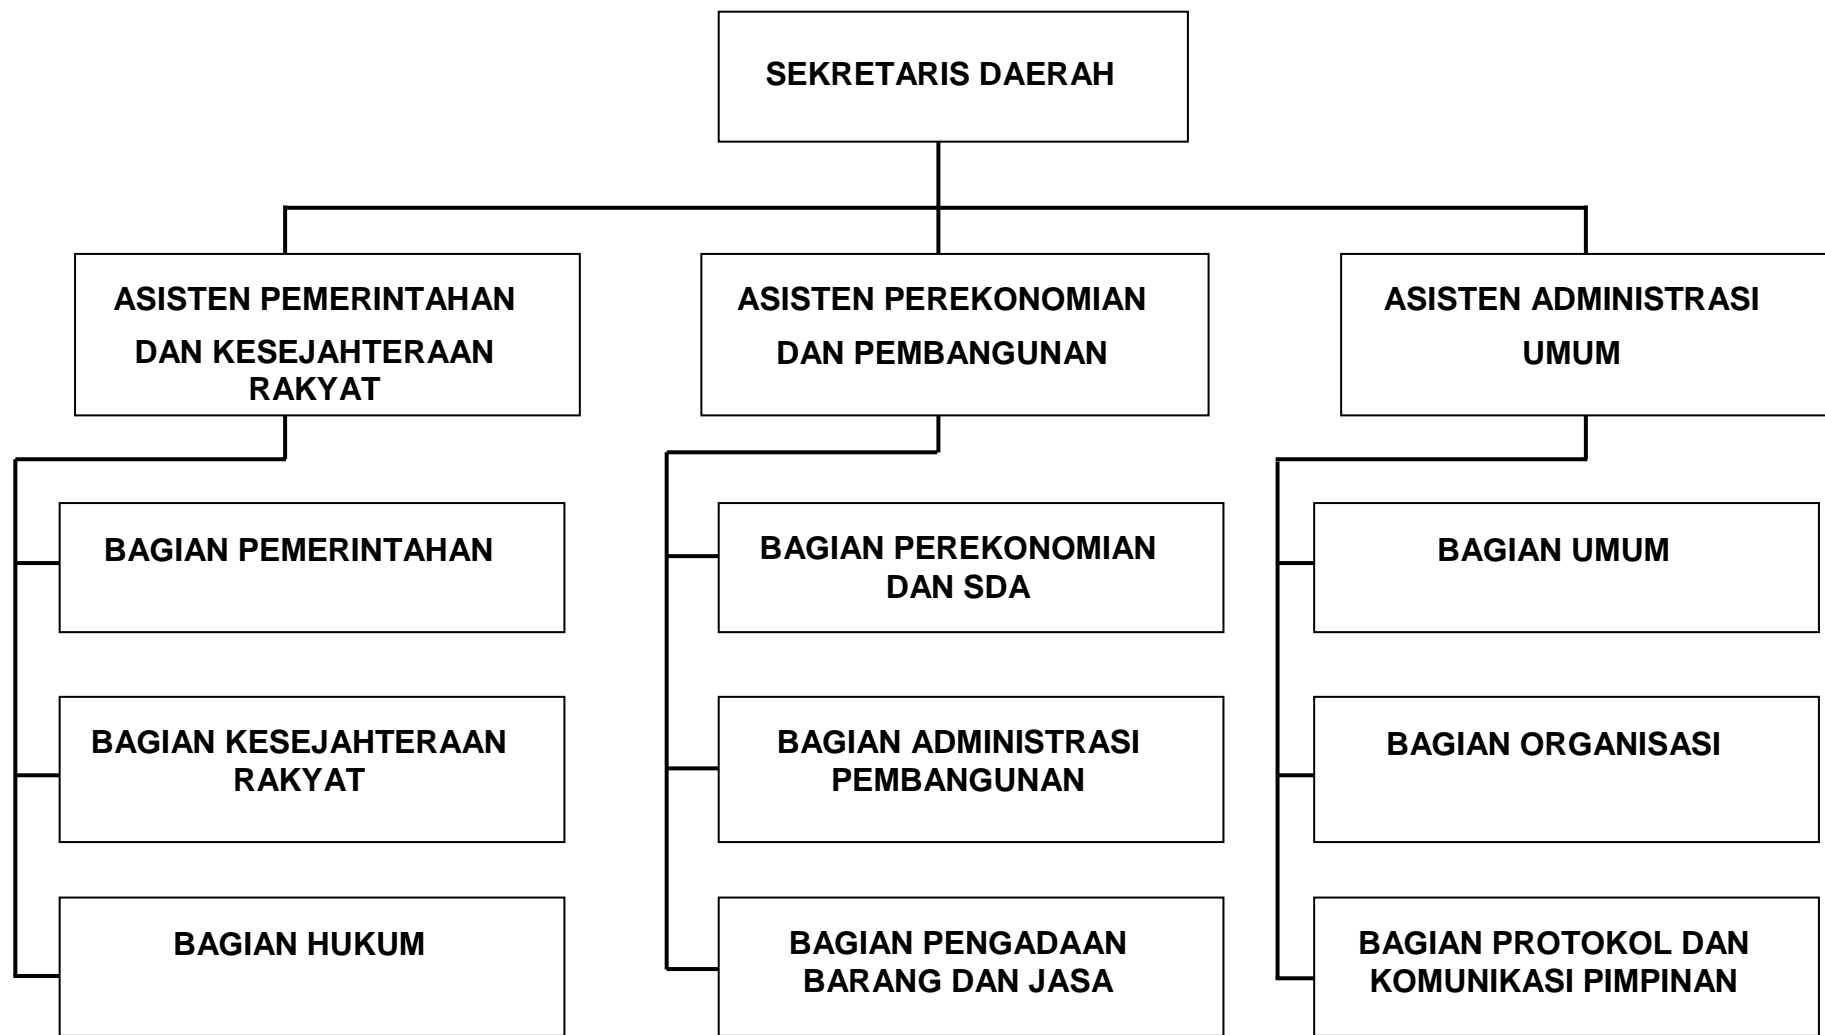 SEKRETARIS DAERAH
ASISTEN PEMERINTAHAN
DAN KESEJAHTERAAN
RAKYAT
ASISTEN PEREKONOMIAN
DAN PEMBANGUNAN
ASISTEN ADMINISTRASI
UMUM
BAGIAN PEMERINTAHAN
BAGIAN PEREKONOMIAN
DAN SDA
BAGIAN UMUM
BAGIAN KESEJAHTERAAN
RAKYAT
BAGIAN ADMINISTRASI
PEMBANGUNAN
BAGIAN ORGANISASI
BAGIAN HUKUM
BAGIAN PENGADAAN
BARANG DAN JASA
BAGIAN PROTOKOL DAN
KOMUNIKASI PIMPINAN